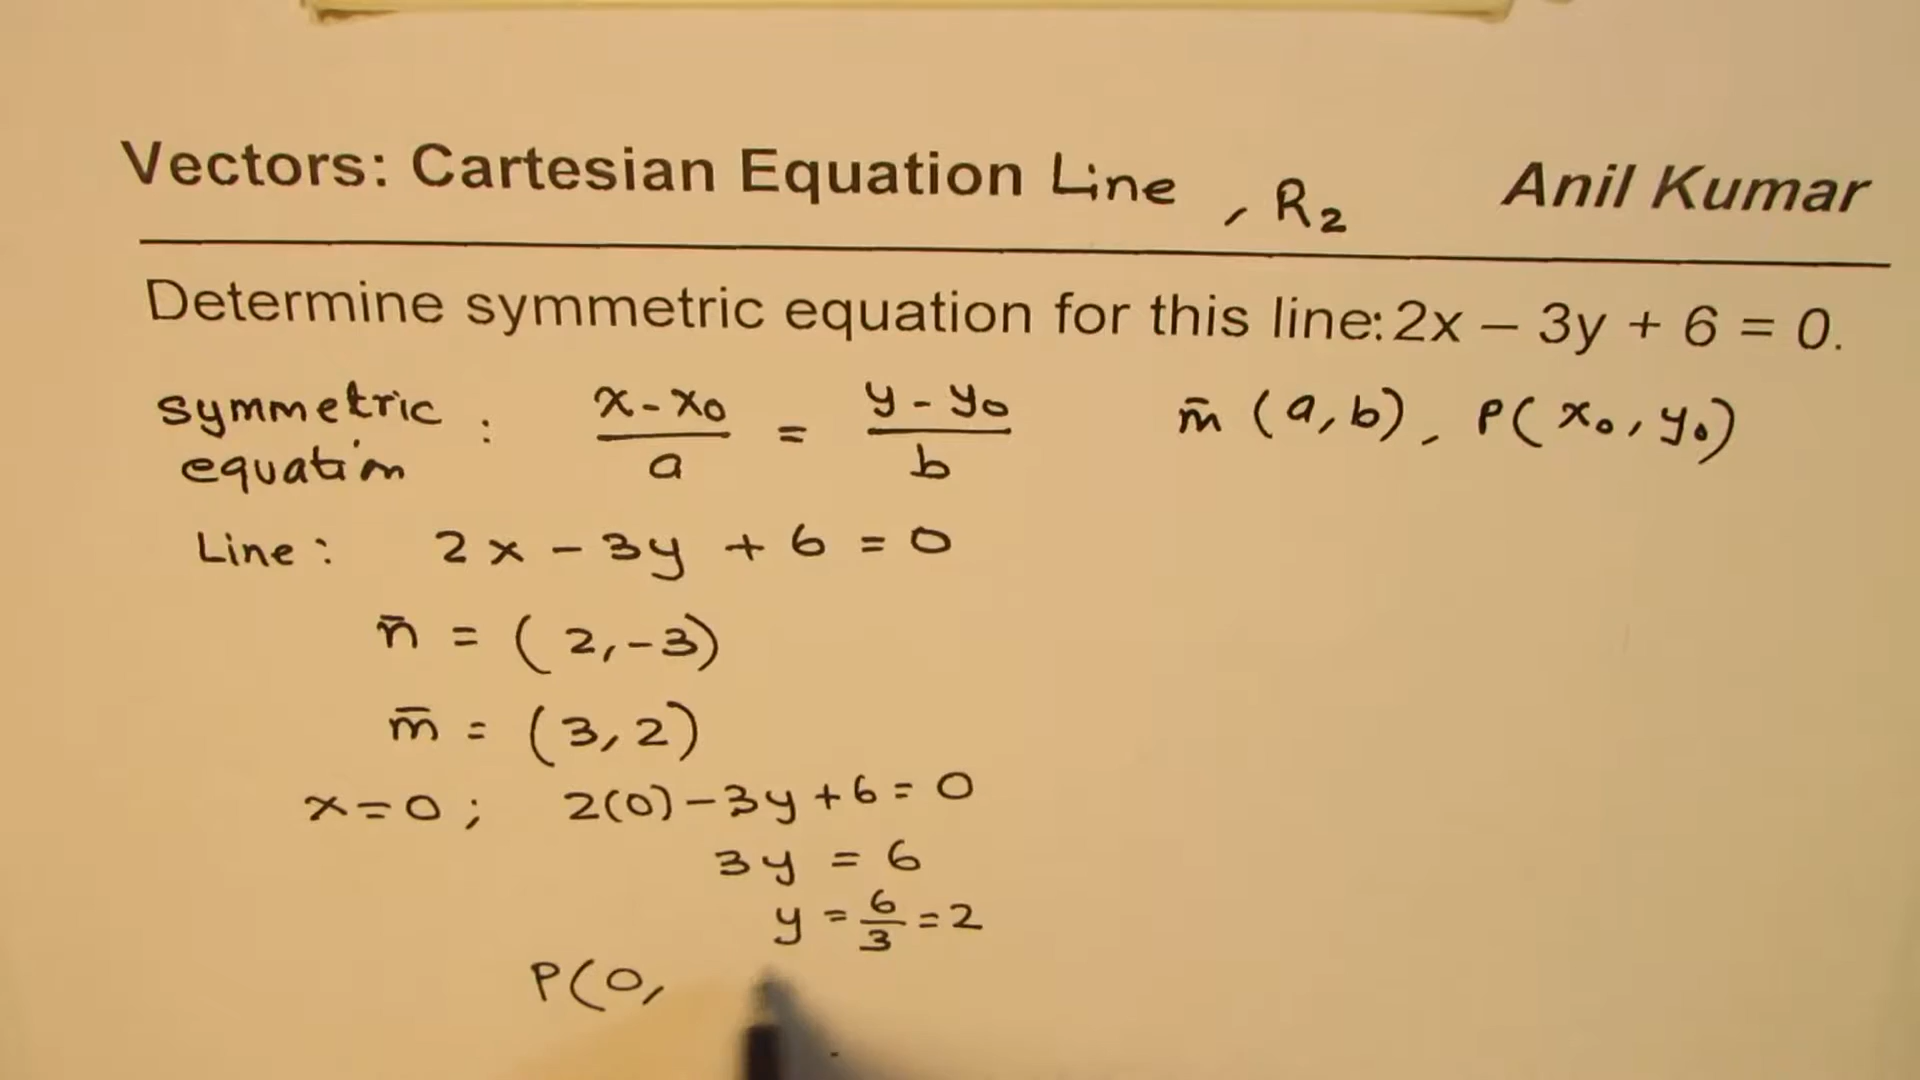 Vectors: Cartesian Equation Line, R₂ Anil Kumar
Determine symmetric equation for this line: 2x – 3y + 6 = 0.
Symmetric equation : (x - x₀)/a = (y - y₀)/b m̄ (a, b), P(x₀, y₀)
Line: 2x - 3y + 6 = 0
n̄ = (2, -3)
m̄ = (3, 2)
x = 0 ; 2(0) - 3y + 6 = 0
3y = 6
y = 6/3 = 2
P(0,